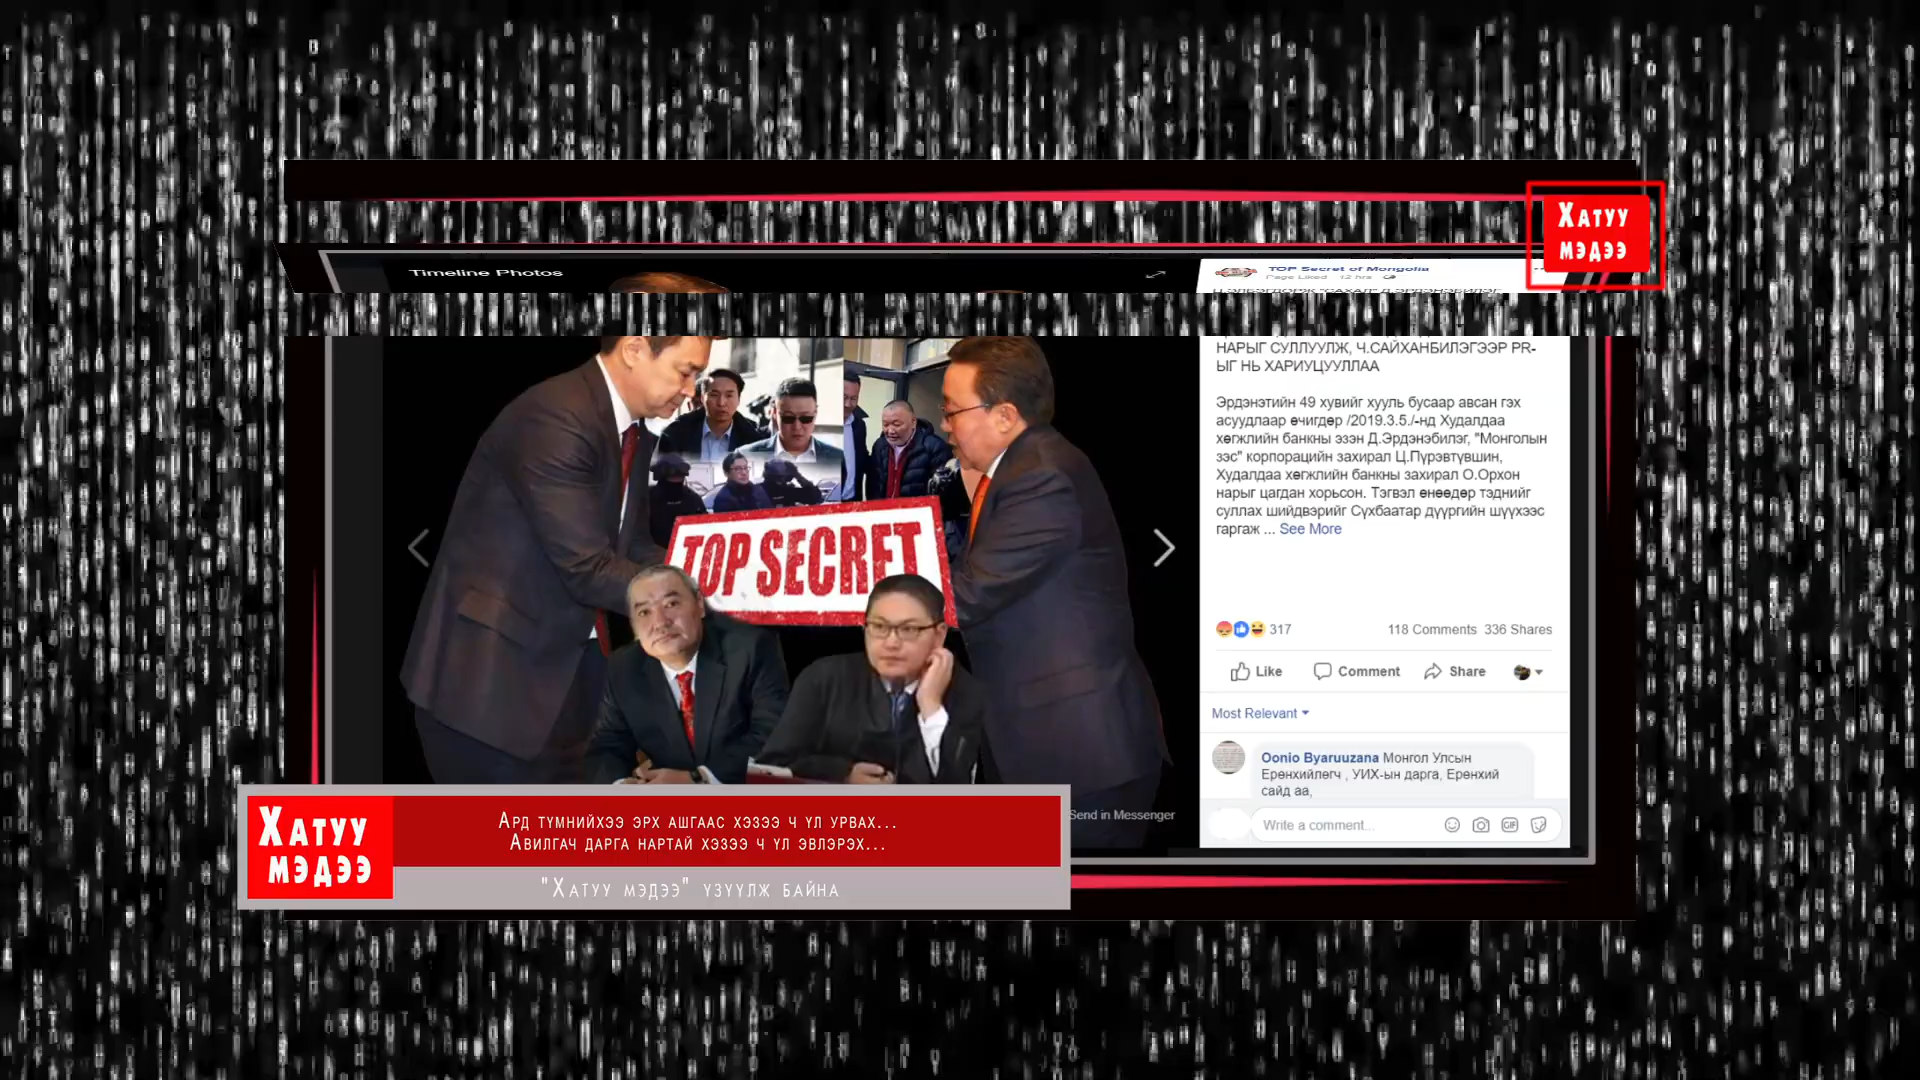 Хатуу
мэдээ
Timeline Photos
TOP Secret of Mongolia
Page Liked · 12 hrs ·
НАРЫГ СУЛЛУУЛЖ, Ч.САЙХАНБИЛЭГЭЭР PR-
ЫГ НЬ ХАРИУЦУУЛЛАА
Эрдэнэтийн 49 хувийг хууль бусаар авсан гэх
асуудлаар өчигдөр /2019.3.5./-нд Худалдаа
хөгжлийн банкны эзэн Д.Эрдэнэбилэг, "Монголын
зэс" корпорацийн захирал Ц.Пүрэвтүвшин,
Худалдаа хөгжлийн банкны захирал О.Орхон
нарыг цагдан хорьсон. Тэгвэл өнөөдөр тэднийг
суллах шийдвэрийг Сүхбаатар дүүргийн шүүхээс
гаргаж ... See More
TOP SECRET
317
118 Comments 336 Shares
Like Comment Share
Most Relevant
Oonio Byaruuzana Монгол Улсын
Ерөнхийлөгч , УИХ-ын дарга, Ерөнхий
сайд аа,
Send in Messenger
Write a comment...
GIF
Хатуу
мэдээ
Ард түмнийхээ эрх ашгаас хэзээ ч үл урвах...
Авилгач дарга нартай хэзээ ч үл эвлэрэх...
"Хатуу мэдээ" үзүүлж байна